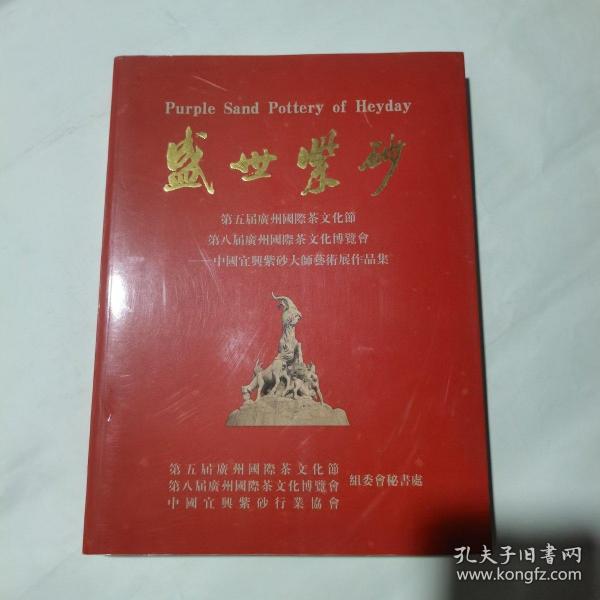 Purple Sand Pottery of Heyday
盛世紫砂
第五届廣州國際茶文化節
第八届廣州國際茶文化博覽會
——中國宜興紫砂大師藝術展作品集
第五届廣州國際茶文化節
第八届廣州國際茶文化博覽會
中國宜興紫砂行業協會
組委會秘書處
孔夫子旧书网
www.kongfz.com